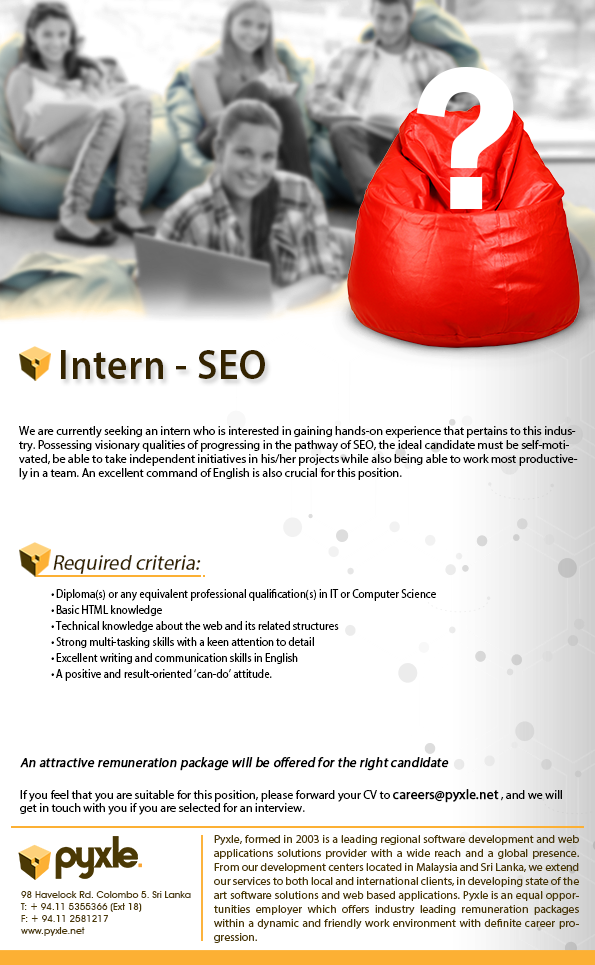 ?
Intern - SEO
We are currently seeking an intern who is interested in gaining hands-on experience that pertains to this indus-
try. Possessing visionary qualities of progressing in the pathway of SEO, the ideal candidate must be self-moti-
vated, be able to take independent initiatives in his/her projects while also being able to work most productive-
ly in a team. An excellent command of English is also crucial for this position.
Required criteria:
• Diploma(s) or any equivalent professional qualification(s) in IT or Computer Science
• Basic HTML knowledge
• Technical knowledge about the web and its related structures
• Strong multi-tasking skills with a keen attention to detail
• Excellent writing and communication skills in English
• A positive and result-oriented ‘can-do’ attitude.
An attractive remuneration package will be offered for the right candidate
If you feel that you are suitable for this position, please forward your CV to careers@pyxle.net , and we will
get in touch with you if you are selected for an interview.
pyxle.
98 Havelock Rd. Colombo 5. Sri Lanka
T: + 94.11 5355366 (Ext 18)
F: + 94.11 2581217
www.pyxle.net
Pyxle, formed in 2003 is a leading regional software development and web
applications solutions provider with a wide reach and a global presence.
From our development centers located in Malaysia and Sri Lanka, we extend
our services to both local and international clients, in developing state of the
art software solutions and web based applications. Pyxle is an equal oppor-
tunities employer which offers industry leading remuneration packages
within a dynamic and friendly work environment with definite career pro-
gression.